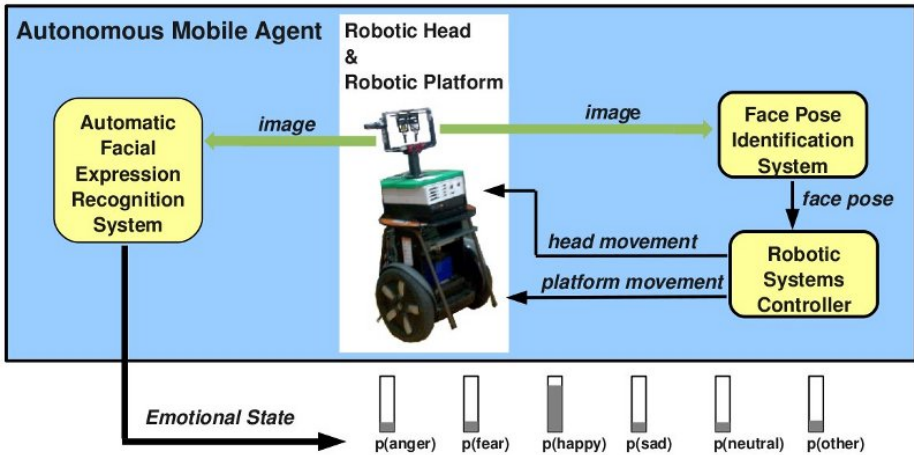 Autonomous Mobile Agent
Robotic Head
&
Robotic Platform
Automatic
Facial
Expression
Recognition
System
image
image
Face Pose
Identification
System
face pose
head movement
platform movement
Robotic
Systems
Controller
Emotional State
p(anger) p(fear) p(happy) p(sad) p(neutral) p(other)